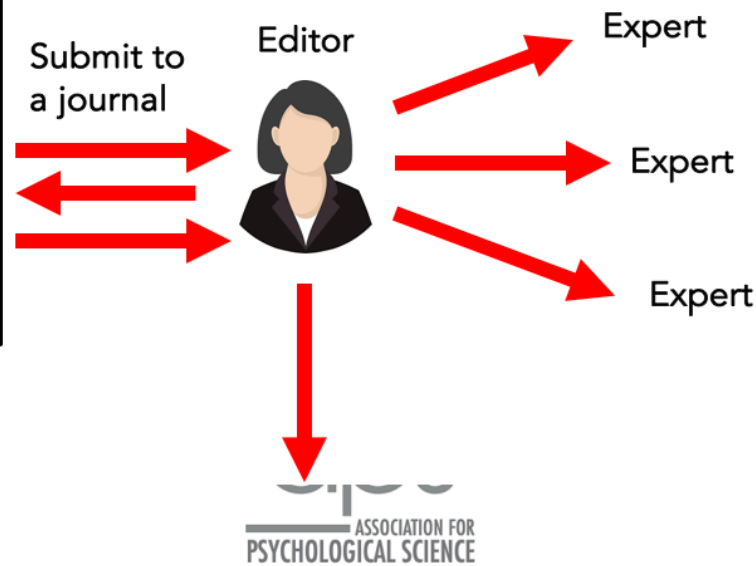 Submit to
a journal
Editor
Expert
Expert
Expert
ASSOCIATION FOR
PSYCHOLOGICAL SCIENCE